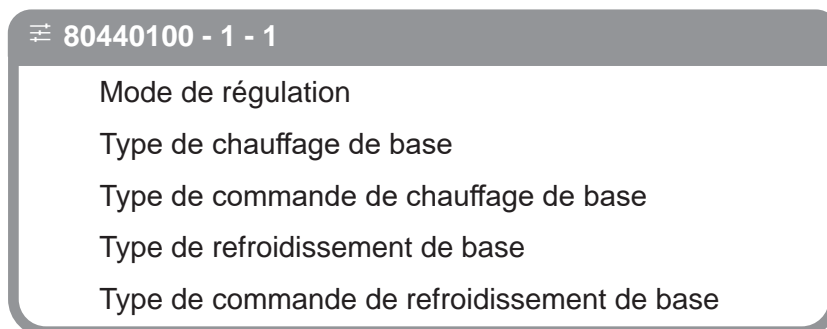 80440100 - 1 - 1
Mode de régulation
Type de chauffage de base
Type de commande de chauffage de base
Type de refroidissement de base
Type de commande de refroidissement de base